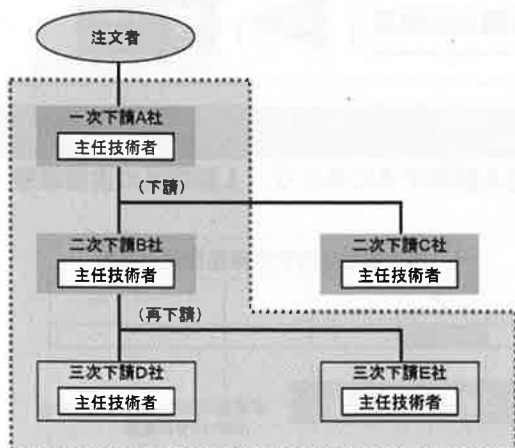 注文者
一次下請A社
主任技術者
(下請)
二次下請B社
主任技術者
二次下請C社
主任技術者
(再下請)
三次下請D社
主任技術者
三次下請E社
主任技術者